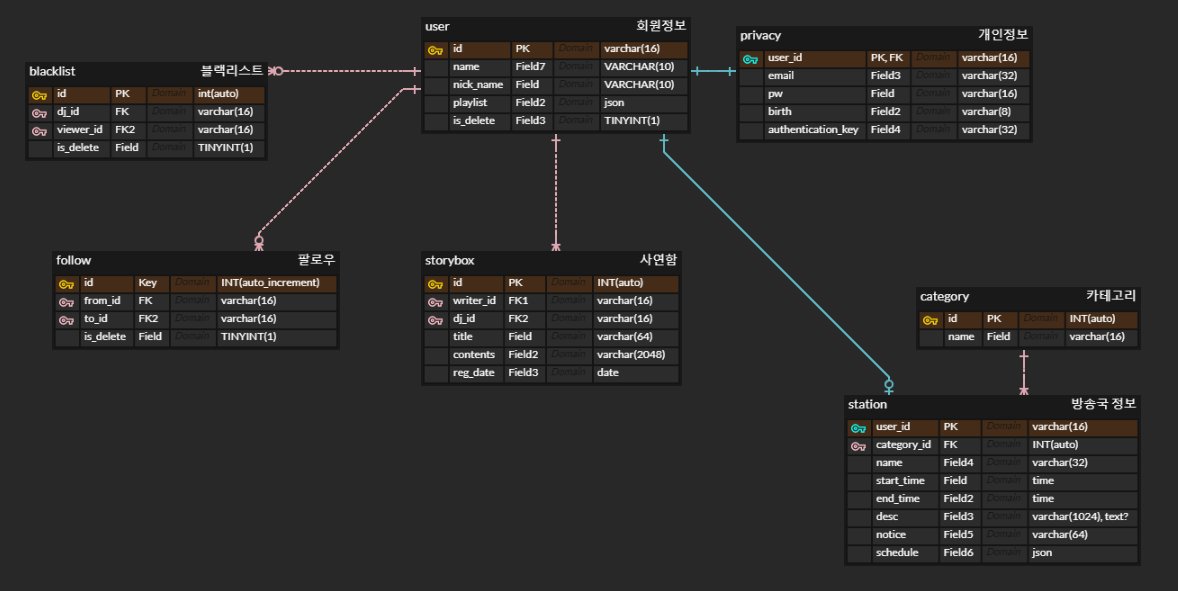 user 회원정보
id PK Domain varchar(16)
name Field7 Domain VARCHAR(10)
nick_name Field Domain VARCHAR(10)
playlist Field2 Domain json
is_delete Field3 Domain TINYINT(1)
privacy 개인정보
user_id PK, FK Domain varchar(16)
email Field3 Domain varchar(32)
pw Field Domain varchar(16)
birth Field2 Domain varchar(8)
authentication_key Field4 Domain varchar(32)
blacklist 블랙리스트
id PK Domain int(auto)
dj_id FK Domain varchar(16)
viewer_id FK2 Domain varchar(16)
is_delete Field Domain TINYINT(1)
follow 팔로우
id Key Domain INT(auto_increment)
from_id FK Domain varchar(16)
to_id FK2 Domain varchar(16)
is_delete Field Domain TINYINT(1)
storybox 사연함
id PK Domain INT(auto)
writer_id FK1 Domain varchar(16)
dj_id FK2 Domain varchar(16)
title Field Domain varchar(64)
contents Field2 Domain varchar(2048)
reg_date Field3 Domain date
category 카테고리
id PK Domain INT(auto)
name Field Domain varchar(16)
station 방송국 정보
user_id PK Domain varchar(16)
category_id FK Domain INT(auto)
name Field4 Domain varchar(32)
start_time Field Domain time
end_time Field2 Domain time
desc Field3 Domain varchar(1024), text?
notice Field5 Domain varchar(64)
schedule Field6 Domain json